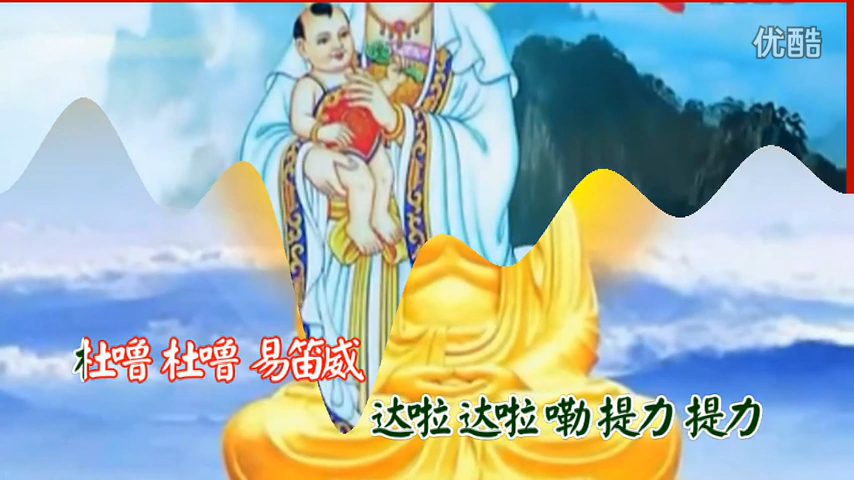 优酷
杜噜 杜噜 易笛威
达啦 达啦 嘞 提力 提力